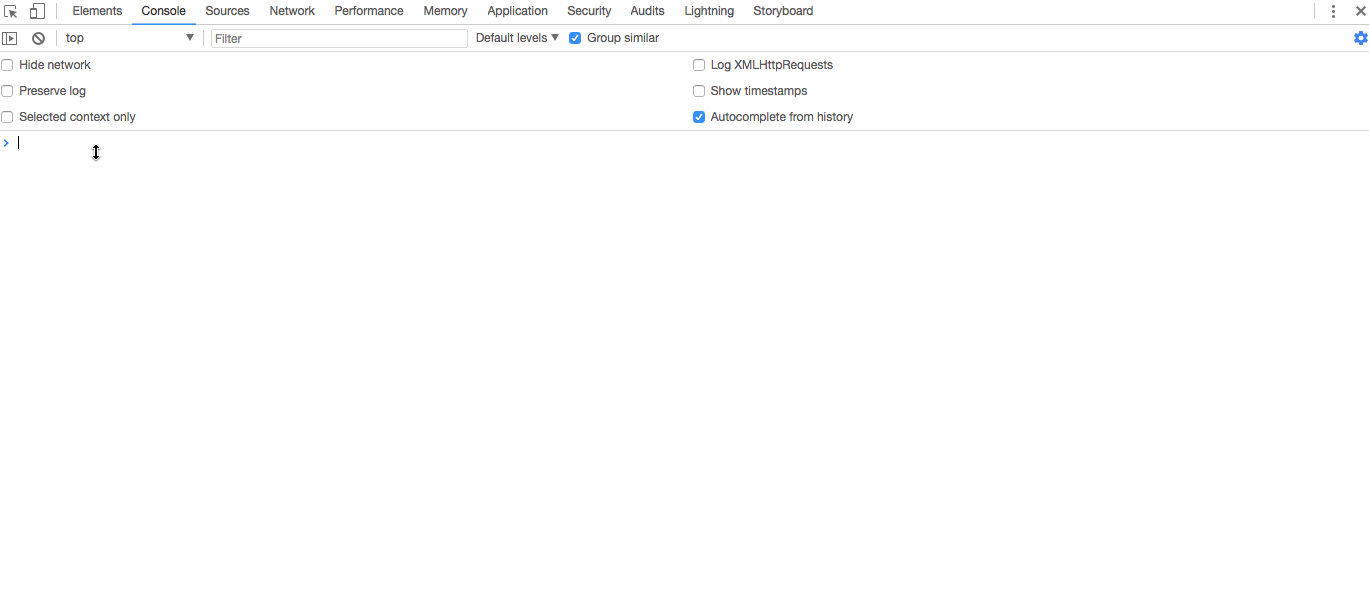 Elements Console Sources Network Performance Memory Application Security Audits Lightning Storyboard
top Filter Default levels Group similar
Hide network Log XMLHttpRequests
Preserve log Show timestamps
Selected context only Autocomplete from history